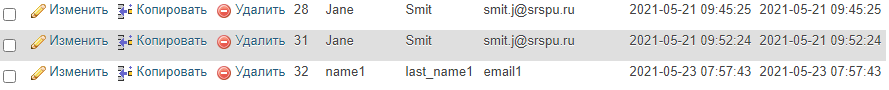 Изменить Копировать Удалить 28 Jane Smit smit.j@srspu.ru 2021-05-21 09:45:25 2021-05-21 09:45:25
Изменить Копировать Удалить 31 Jane Smit smit.j@srspu.ru 2021-05-21 09:52:24 2021-05-21 09:52:24
Изменить Копировать Удалить 32 name1 last_name1 email1 2021-05-23 07:57:43 2021-05-23 07:57:43